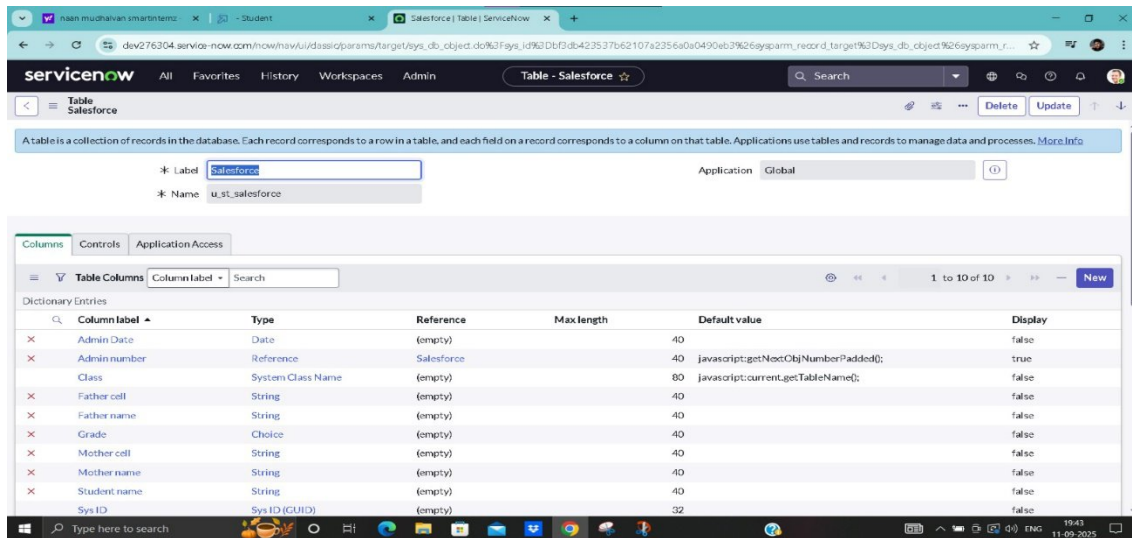 naan mudhalvan smartinternz
- Student
Salesforce | Table | ServiceNow
dev276304.service-now.com/now/nav/ui/classic/params/target/sys_db_object.do%3Fsys_id%3Dbf3db423537b62107a2356a0a0490eb3%26sysparm_record_target%3Dsys_db_object%26sysparm_r...
servicenow All Favorites History Workspaces Admin Table - Salesforce Search
Table
Salesforce
Delete Update
A table is a collection of records in the database. Each record corresponds to a row in a table, and each field on a record corresponds to a column on that table. Applications use tables and records to manage data and processes. More Info
* Label Salesforce Application Global
* Name u_st_salesforce
Columns Controls Application Access
Table Columns Column label Search 1 to 10 of 10 New
Dictionary Entries
Column label Type Reference Max length Default value Display
Admin Date Date (empty) 40 false
Admin number Reference Salesforce 40 javascript:getNextObjNumberPadded(); true
Class System Class Name (empty) 80 javascript:current.getTableName(); false
Father cell String (empty) 40 false
Father name String (empty) 40 false
Grade Choice (empty) 40 false
Mother cell String (empty) 40 false
Mother name String (empty) 40 false
Student name String (empty) 40 false
Sys ID Sys ID (GUID) (empty) 32
Type here to search ENG 19:43
11-09-2025